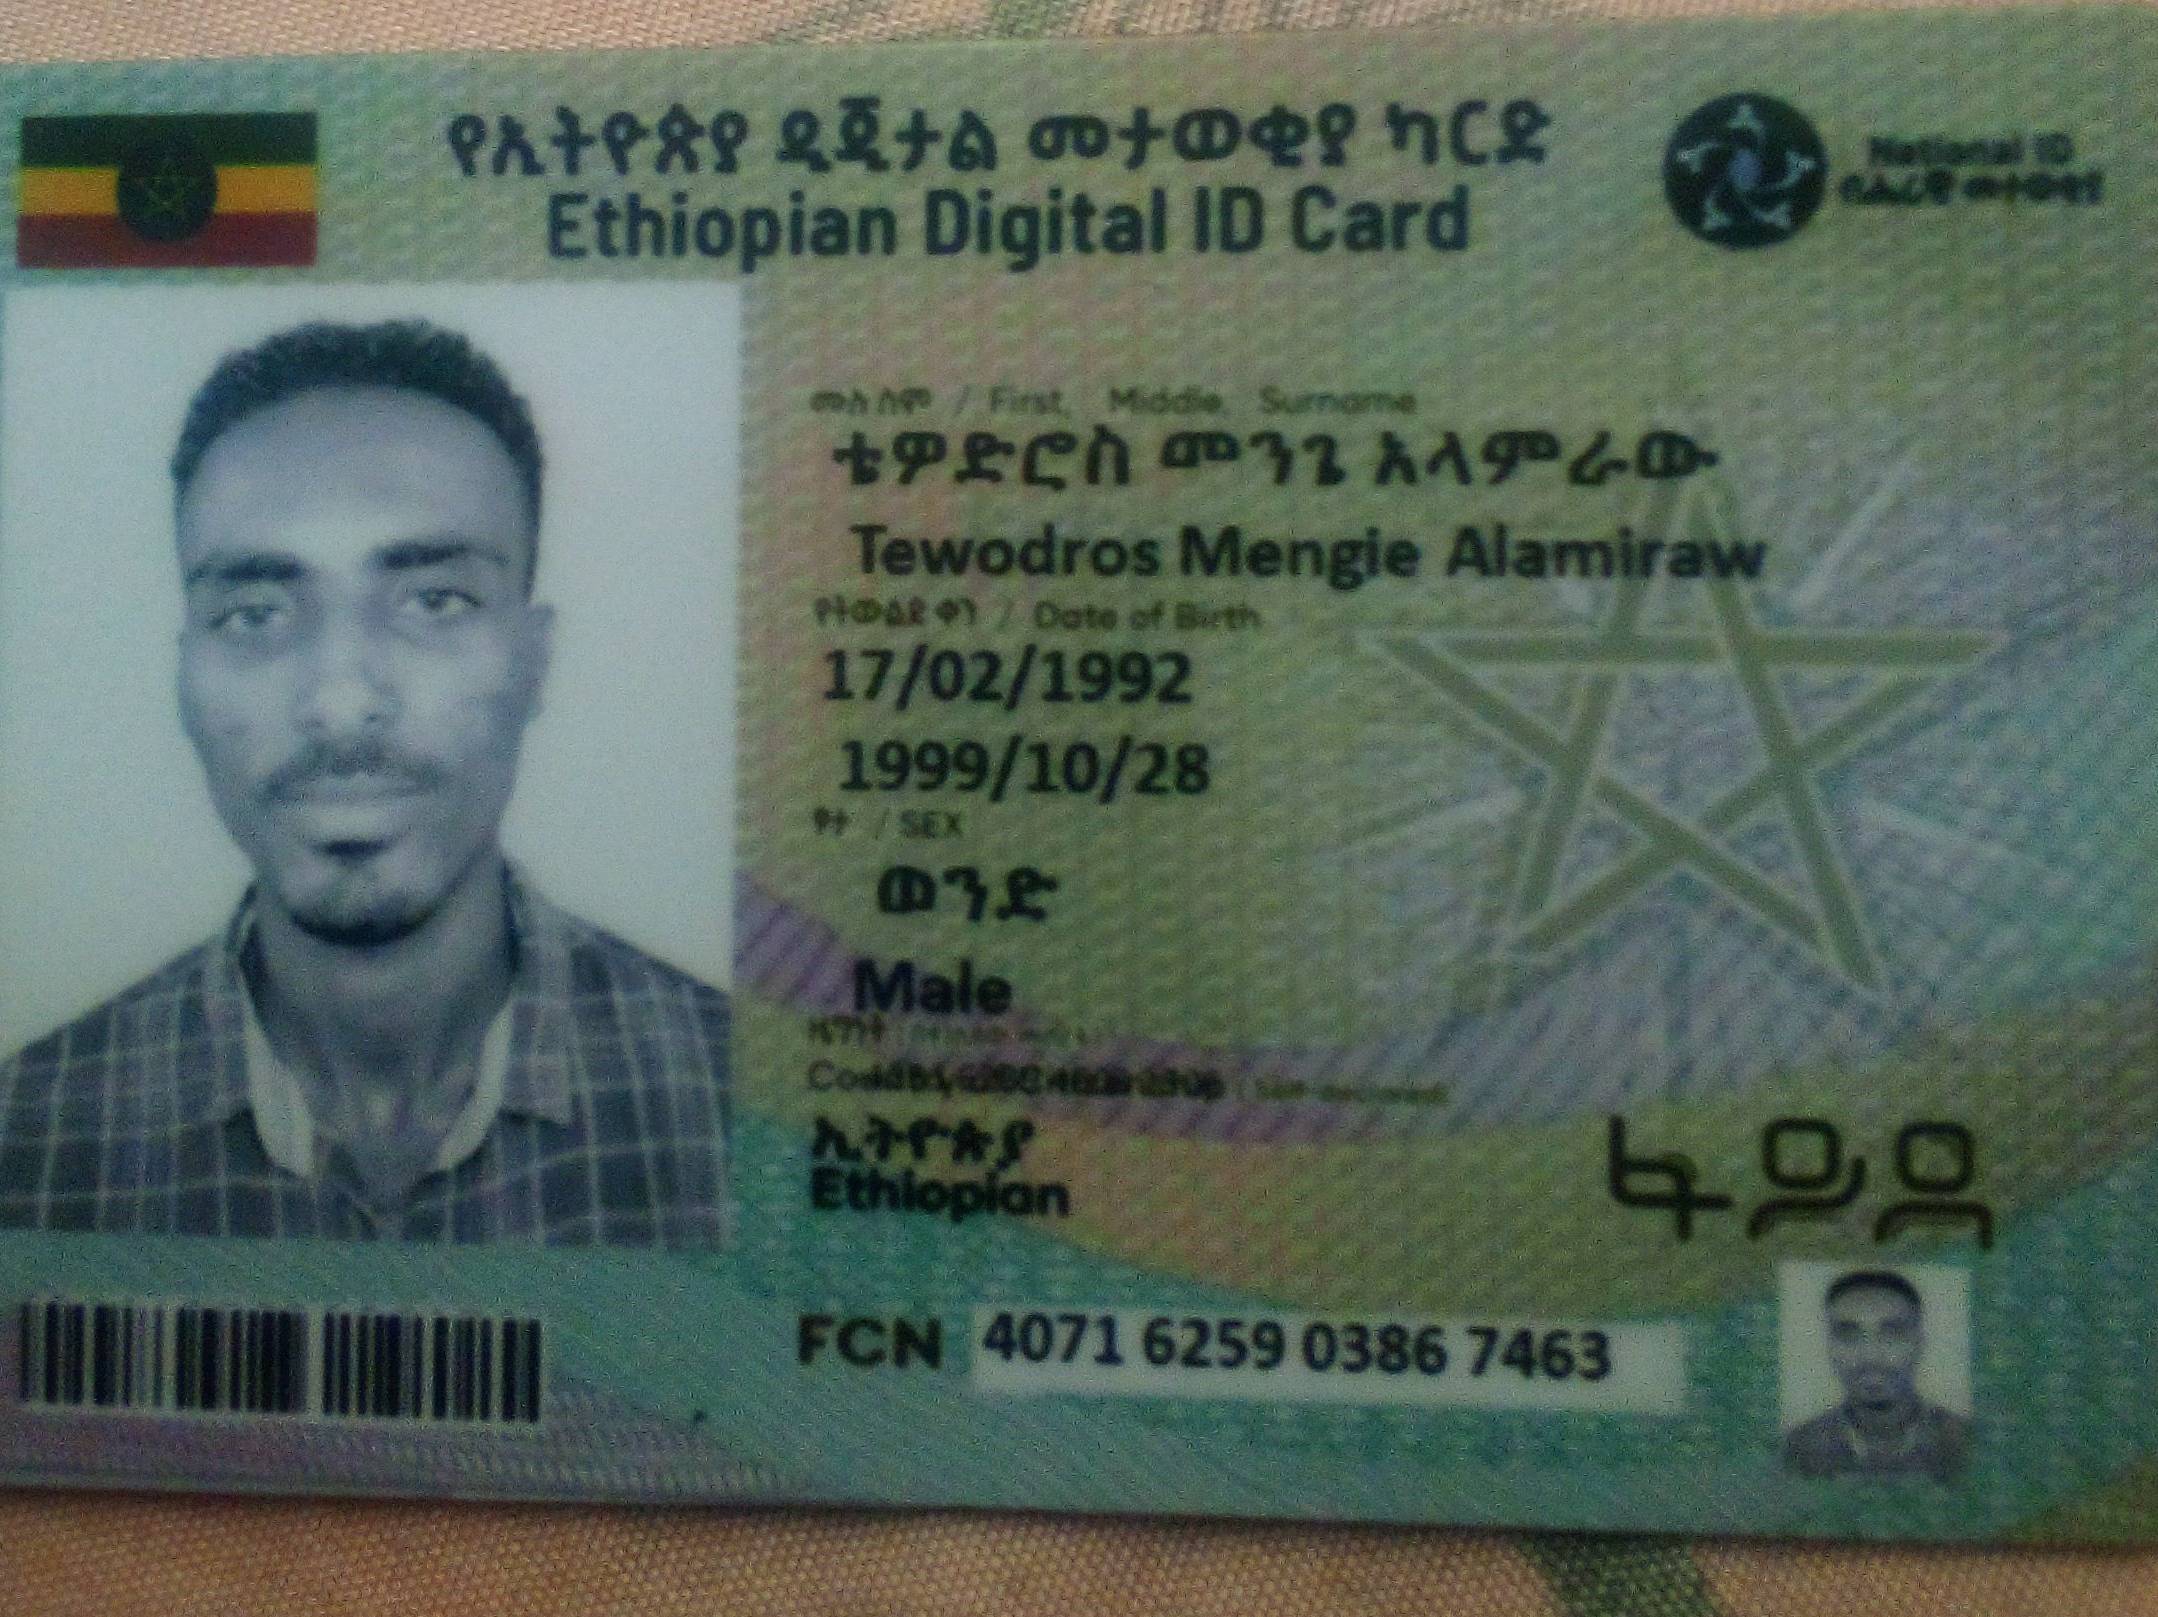 የኢትዮጵያ ዲጂታል መታወቂያ ካርድ
Ethiopian Digital ID Card
National ID
ብሔራዊ መታወቂያ
ሙሉ ስም / First, Middle, Surname
ቴዎድሮስ መንጌ አላምራው
Tewodros Mengie Alamiraw
የትውልድ ቀን / Date of Birth
17/02/1992
1999/10/28
ፆታ / SEX
ወንድ
Male
ዜግነት
ኢትዮጵያ
Ethiopian
ፋይዳ
FCN 4071 6259 0386 7463